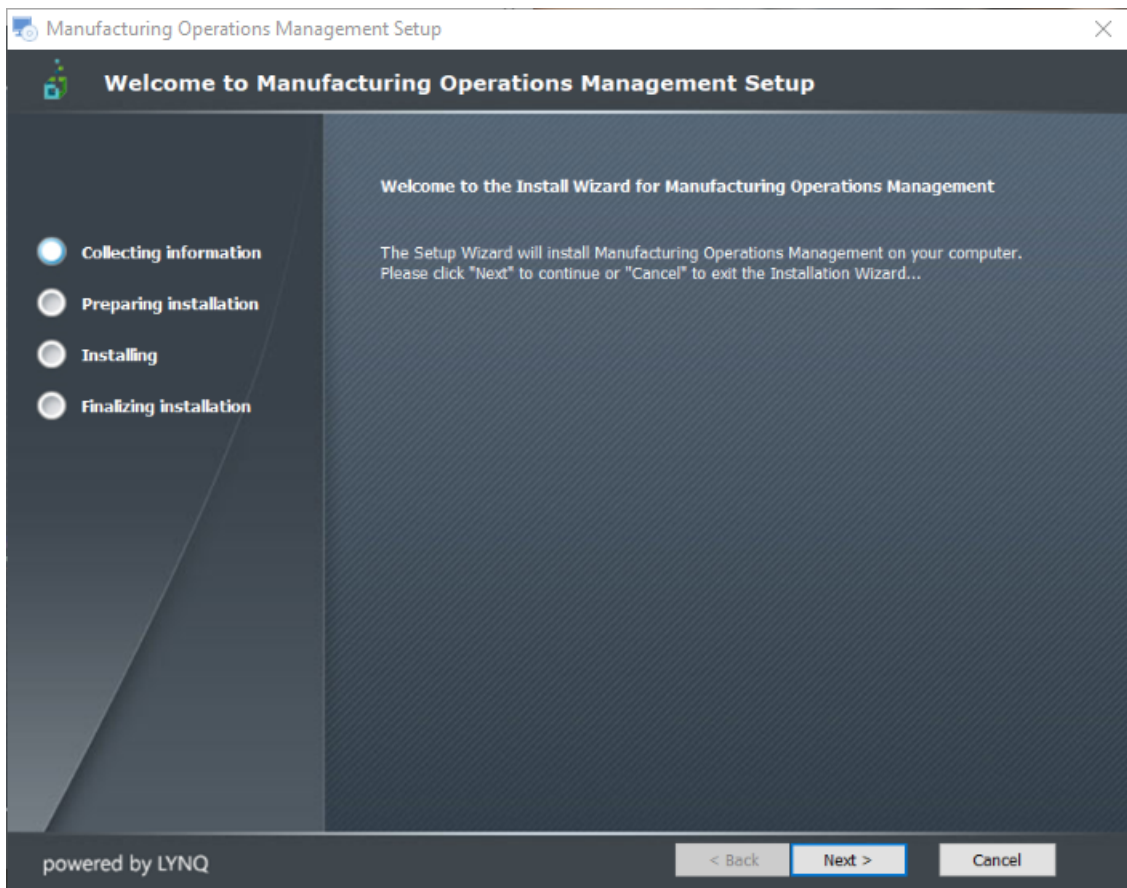 Manufacturing Operations Management Setup
Welcome to Manufacturing Operations Management Setup
Collecting information
Preparing installation
Installing
Finalizing installation
Welcome to the Install Wizard for Manufacturing Operations Management
The Setup Wizard will install Manufacturing Operations Management on your computer.
Please click "Next" to continue or "Cancel" to exit the Installation Wizard...
powered by LYNQ
< Back
Next >
Cancel